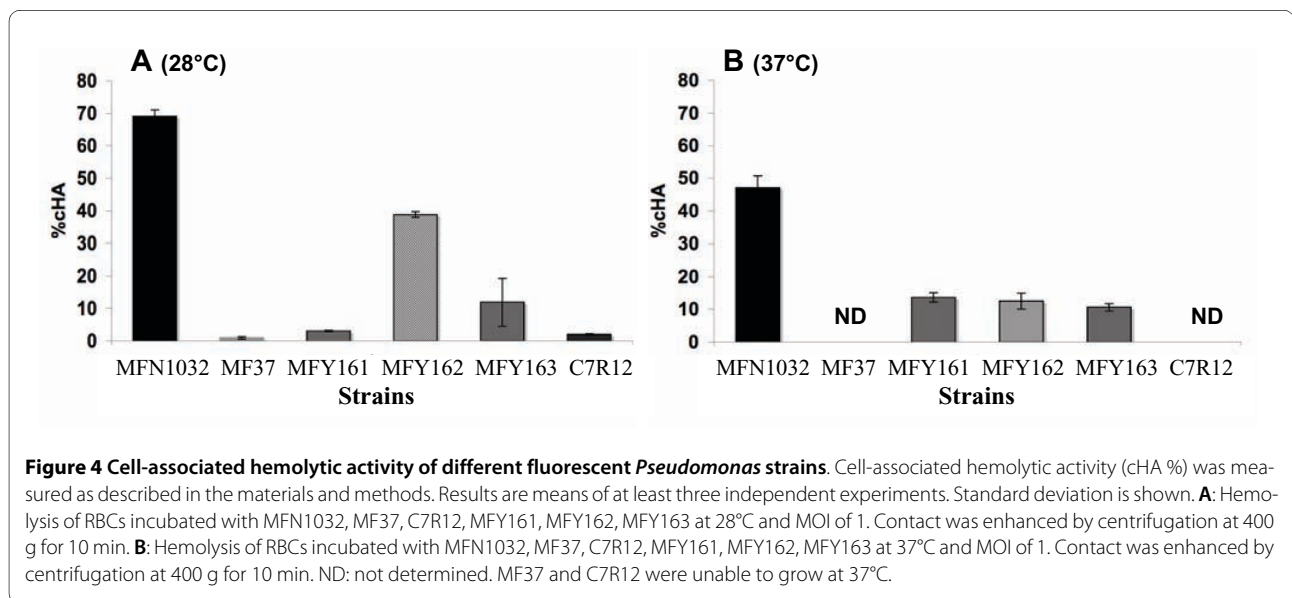 A (28°C)
80
70
60
50
40
30
20
10
0
%cHA
MFN1032 MF37 MFY161 MFY162 MFY163 C7R12
Strains
B (37°C)
80
70
60
50
40
30
20
10
0
%cHA
ND
ND
MFN1032 MF37 MFY161 MFY162 MFY163 C7R12
Strains
Figure 4 Cell-associated hemolytic activity of different fluorescent Pseudomonas strains. Cell-associated hemolytic activity (cHA %) was mea-
sured as described in the materials and methods. Results are means of at least three independent experiments. Standard deviation is shown. A: Hemo-
lysis of RBCs incubated with MFN1032, MF37, C7R12, MFY161, MFY162, MFY163 at 28°C and MOI of 1. Contact was enhanced by centrifugation at 400
g for 10 min. B: Hemolysis of RBCs incubated with MFN1032, MF37, C7R12, MFY161, MFY162, MFY163 at 37°C and MOI of 1. Contact was enhanced by
centrifugation at 400 g for 10 min. ND: not determined. MF37 and C7R12 were unable to grow at 37°C.